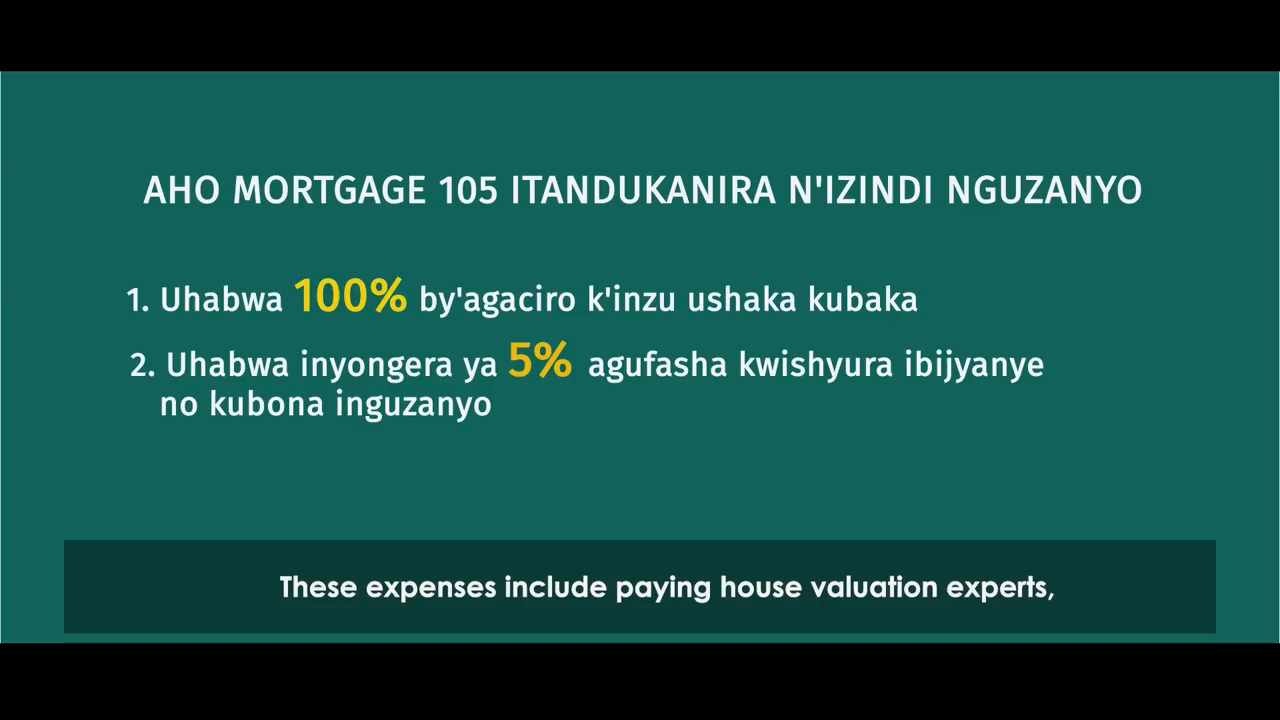 AHO MORTGAGE 105 ITANDUKANIRA N'IZINDI NGUZANYO
1. Uhabwa 100% by'agaciro k'inzu ushaka kubaka
2. Uhabwa inyongera ya 5% agufasha kwishyura ibijyanye
no kubona inguzanyo
These expenses include paying house valuation experts,